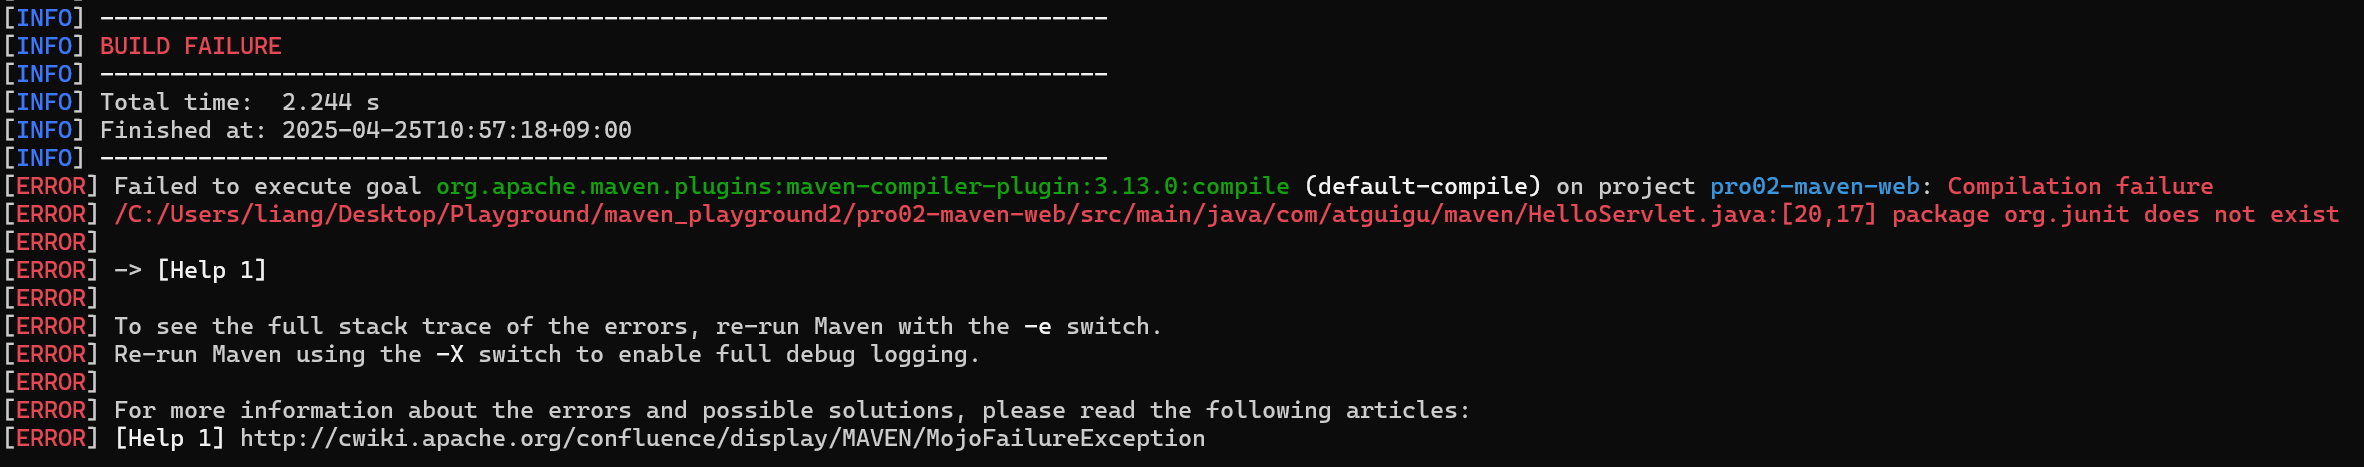 [INFO] ------------------------------------------------------------------------
[INFO] BUILD FAILURE
[INFO] ------------------------------------------------------------------------
[INFO] Total time:  2.244 s
[INFO] Finished at: 2025-04-25T10:57:18+09:00
[INFO] ------------------------------------------------------------------------
[ERROR] Failed to execute goal org.apache.maven.plugins:maven-compiler-plugin:3.13.0:compile (default-compile) on project pro02-maven-web: Compilation failure
[ERROR] /C:/Users/liang/Desktop/Playground/maven_playground2/pro02-maven-web/src/main/java/com/atguigu/maven/HelloServlet.java:[20,17] package org.junit does not exist
[ERROR]
[ERROR] -> [Help 1]
[ERROR]
[ERROR] To see the full stack trace of the errors, re-run Maven with the -e switch.
[ERROR] Re-run Maven using the -X switch to enable full debug logging.
[ERROR]
[ERROR] For more information about the errors and possible solutions, please read the following articles:
[ERROR] [Help 1] http://cwiki.apache.org/confluence/display/MAVEN/MojoFailureException